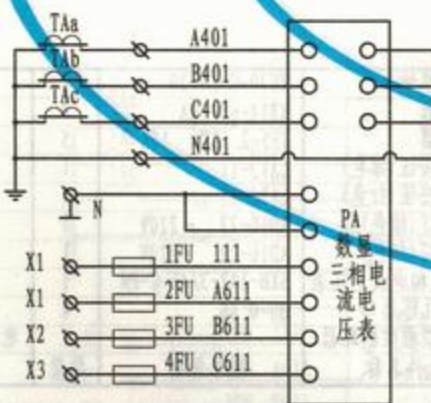 TAa A401
TAb B401
TAc C401
N401
N
X1 1FU 111
X1 2FU A611
X2 3FU B611
X3 4FU C611
PA
数显
三相电
流电
压表